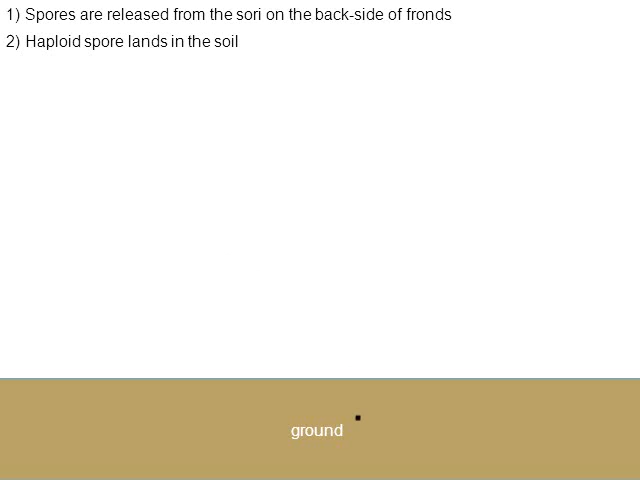 1) Spores are released from the sori on the back-side of fronds
2) Haploid spore lands in the soil
ground